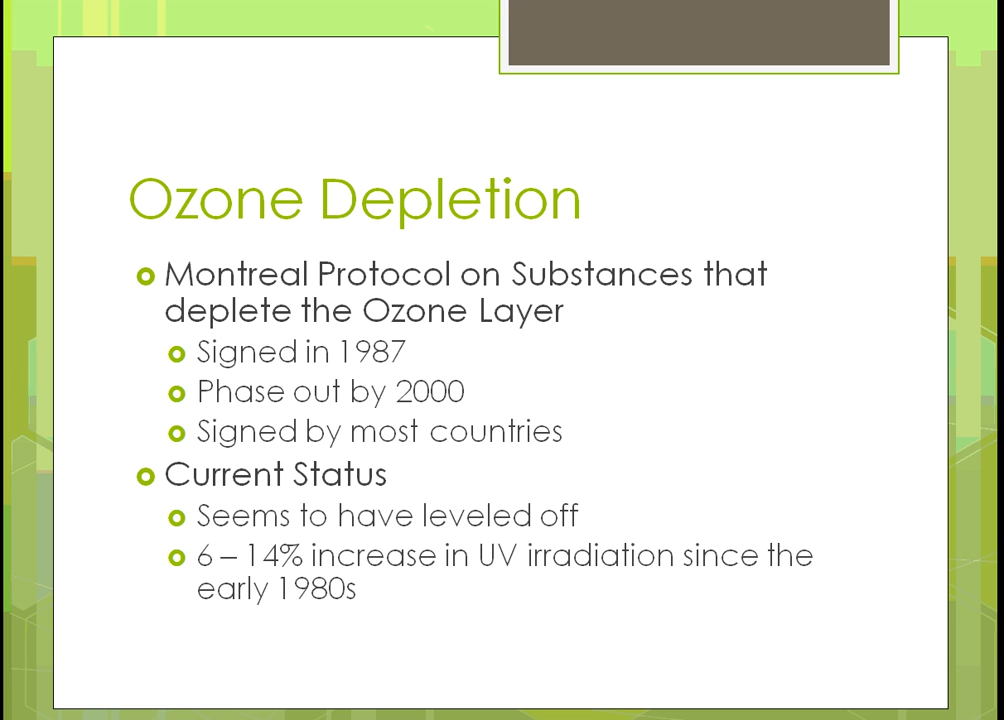 Ozone Depletion
Montreal Protocol on Substances that
deplete the Ozone Layer
Signed in 1987
Phase out by 2000
Signed by most countries
Current Status
Seems to have leveled off
6 – 14% increase in UV irradiation since the
early 1980s